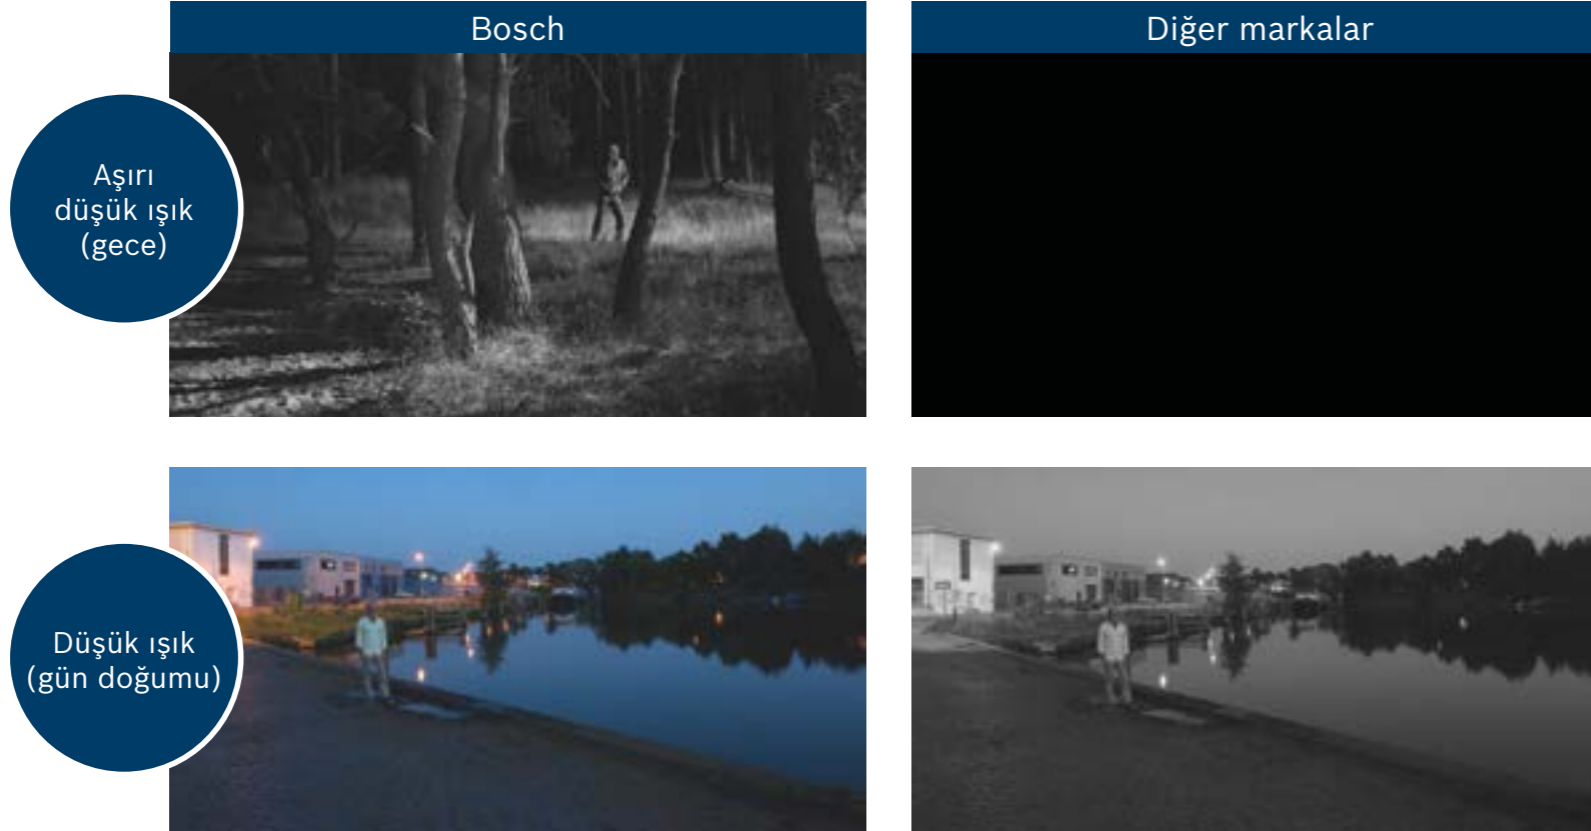 Bosch
Diğer markalar
Aşırı
düşük ışık
(gece)
Düşük ışık
(gün doğumu)